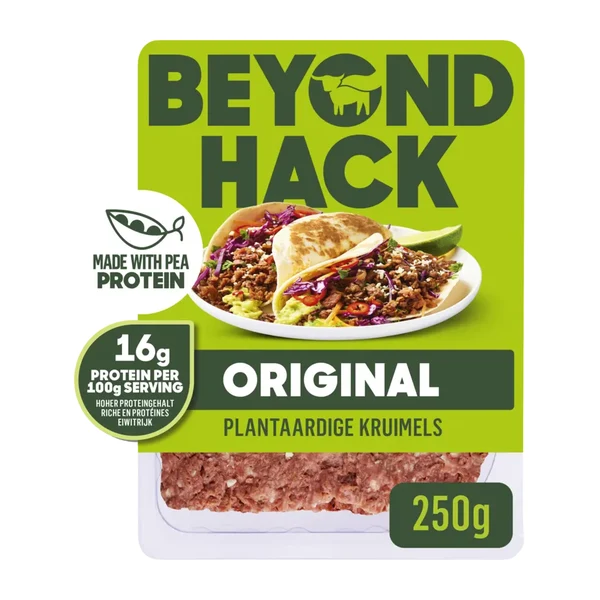 BEYOND
HACK
MADE WITH PEA
PROTEIN
16g
PROTEIN PER
100g SERVING
HOHER PROTEINGEHALT
RICHE EN PROTÉINES
EIWITRIJK
ORIGINAL
PLANTAARDIGE KRUIMELS
250g